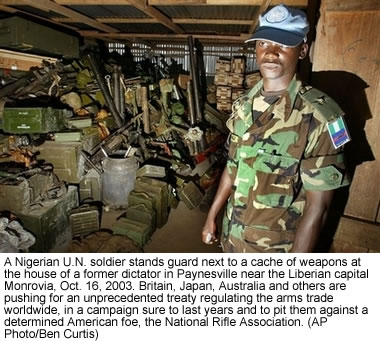 A Nigerian U.N. soldier stands guard next to a cache of weapons at
the house of a former dictator in Paynesville near the Liberian capital
Monrovia, Oct. 16, 2003. Britain, Japan, Australia and others are
pushing for an unprecedented treaty regulating the arms trade
worldwide, in a campaign sure to last years and to pit them against a
determined American foe, the National Rifle Association. (AP
Photo/Ben Curtis)